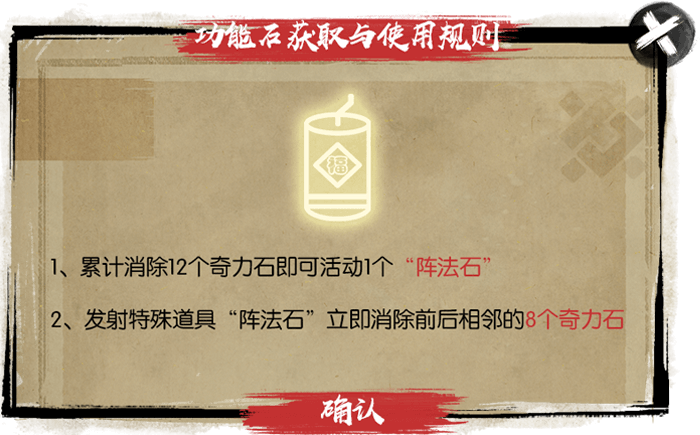 功能石获取与使用规则
福
1、累计消除12个奇力石即可活动1个“阵法石”
2、发射特殊道具“阵法石”立即消除前后相邻的8个奇力石
确认